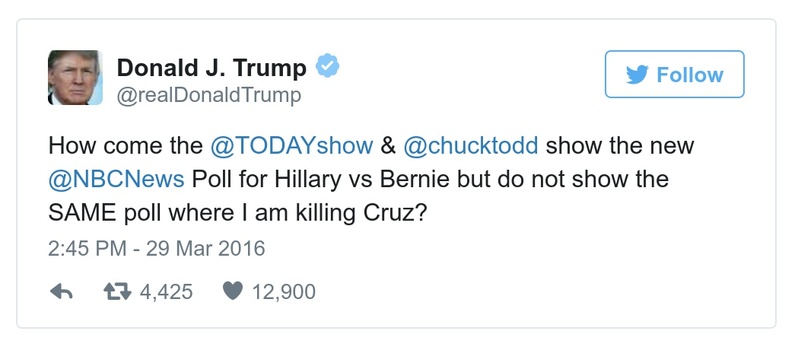 Donald J. Trump
@realDonaldTrump
Follow
How come the @TODAYshow & @chucktodd show the new
@NBCNews Poll for Hillary vs Bernie but do not show the
SAME poll where I am killing Cruz?
2:45 PM - 29 Mar 2016
4,425 12,900